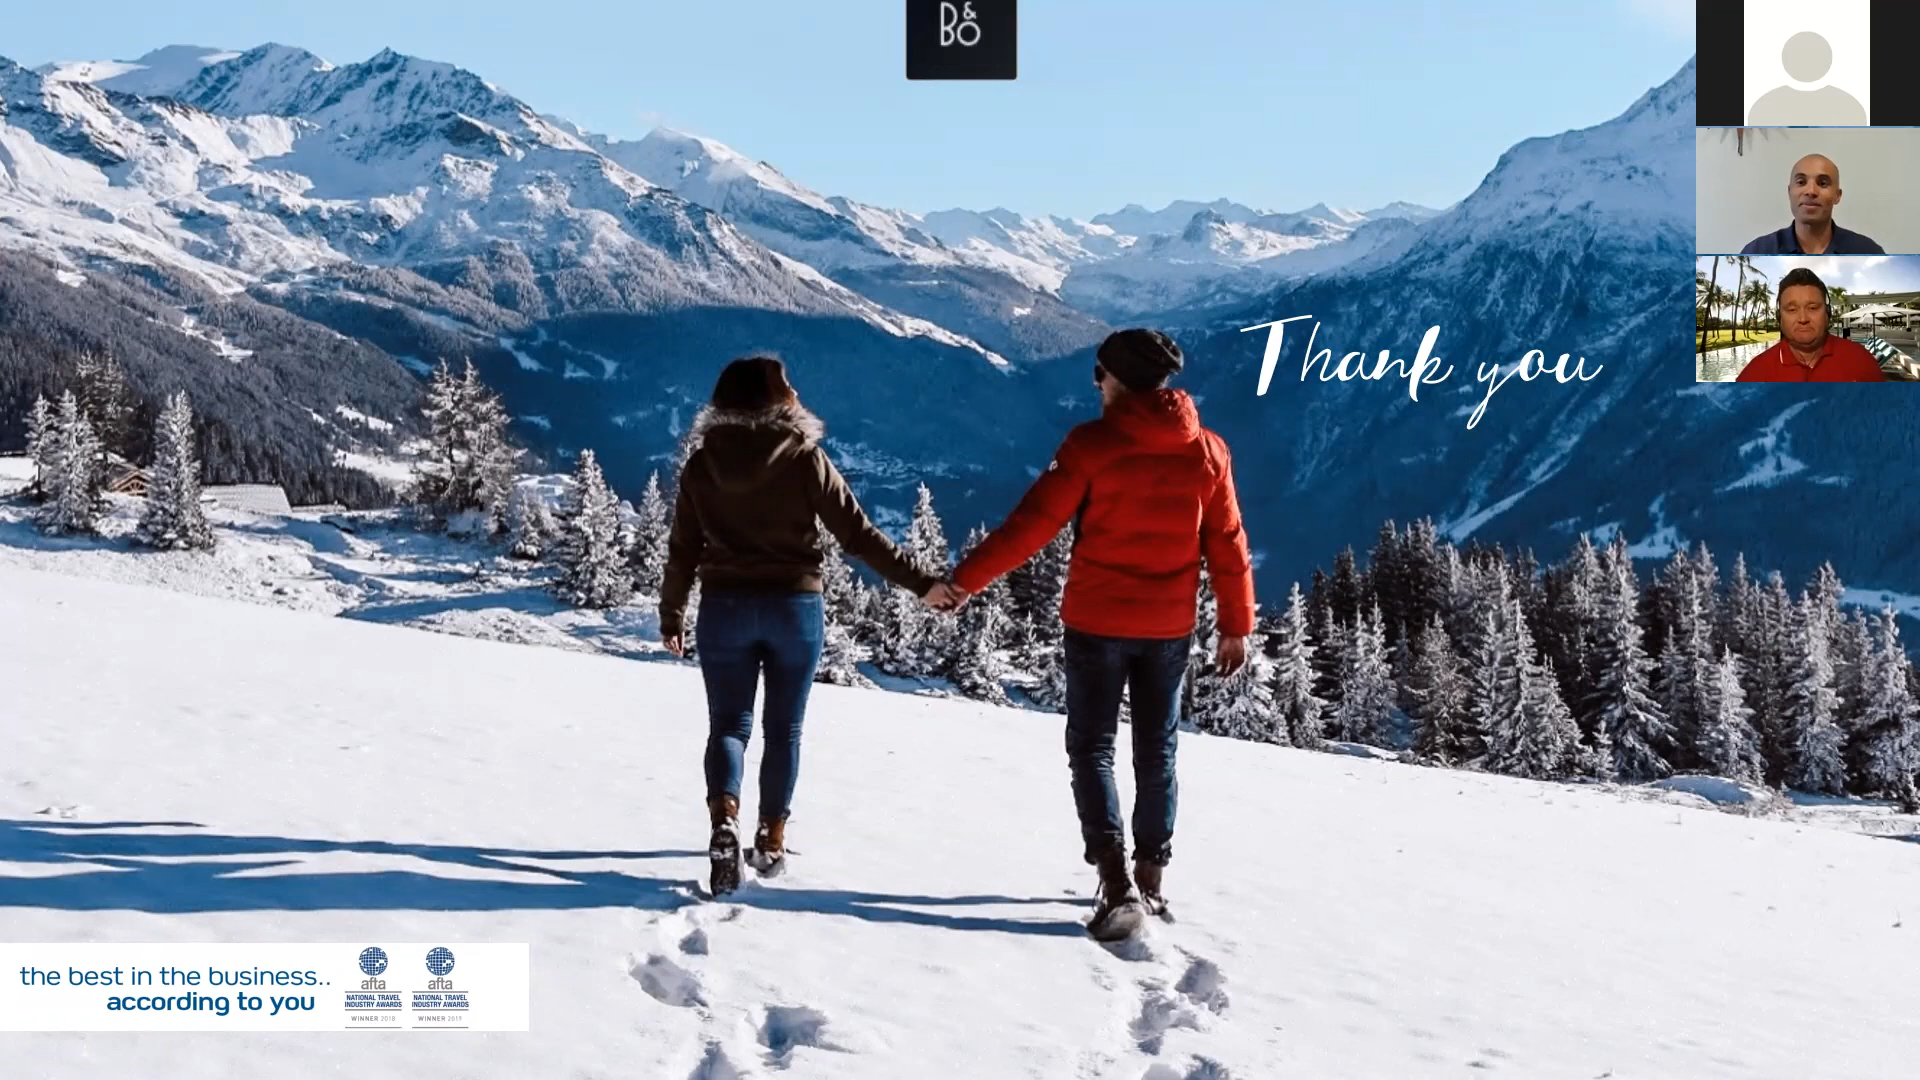 B&O
Thank you
the best in the business..
according to you
afta
NATIONAL TRAVEL
INDUSTRY AWARDS
WINNER 2018
afta
NATIONAL TRAVEL
INDUSTRY AWARDS
WINNER 2019